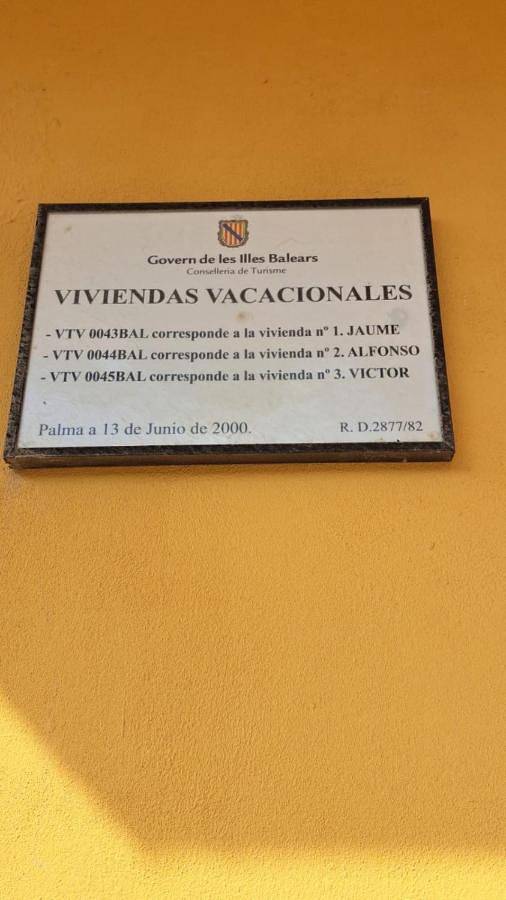 Govern de les Illes Balears
Conselleria de Turisme
VIVIENDAS VACACIONALES
- VTV 0043BAL corresponde a la vivienda nº 1. JAUME
- VTV 0044BAL corresponde a la vivienda nº 2. ALFONSO
- VTV 0045BAL corresponde a la vivienda nº 3. VICTOR
Palma a 13 de Junio de 2000. R. D.2877/82